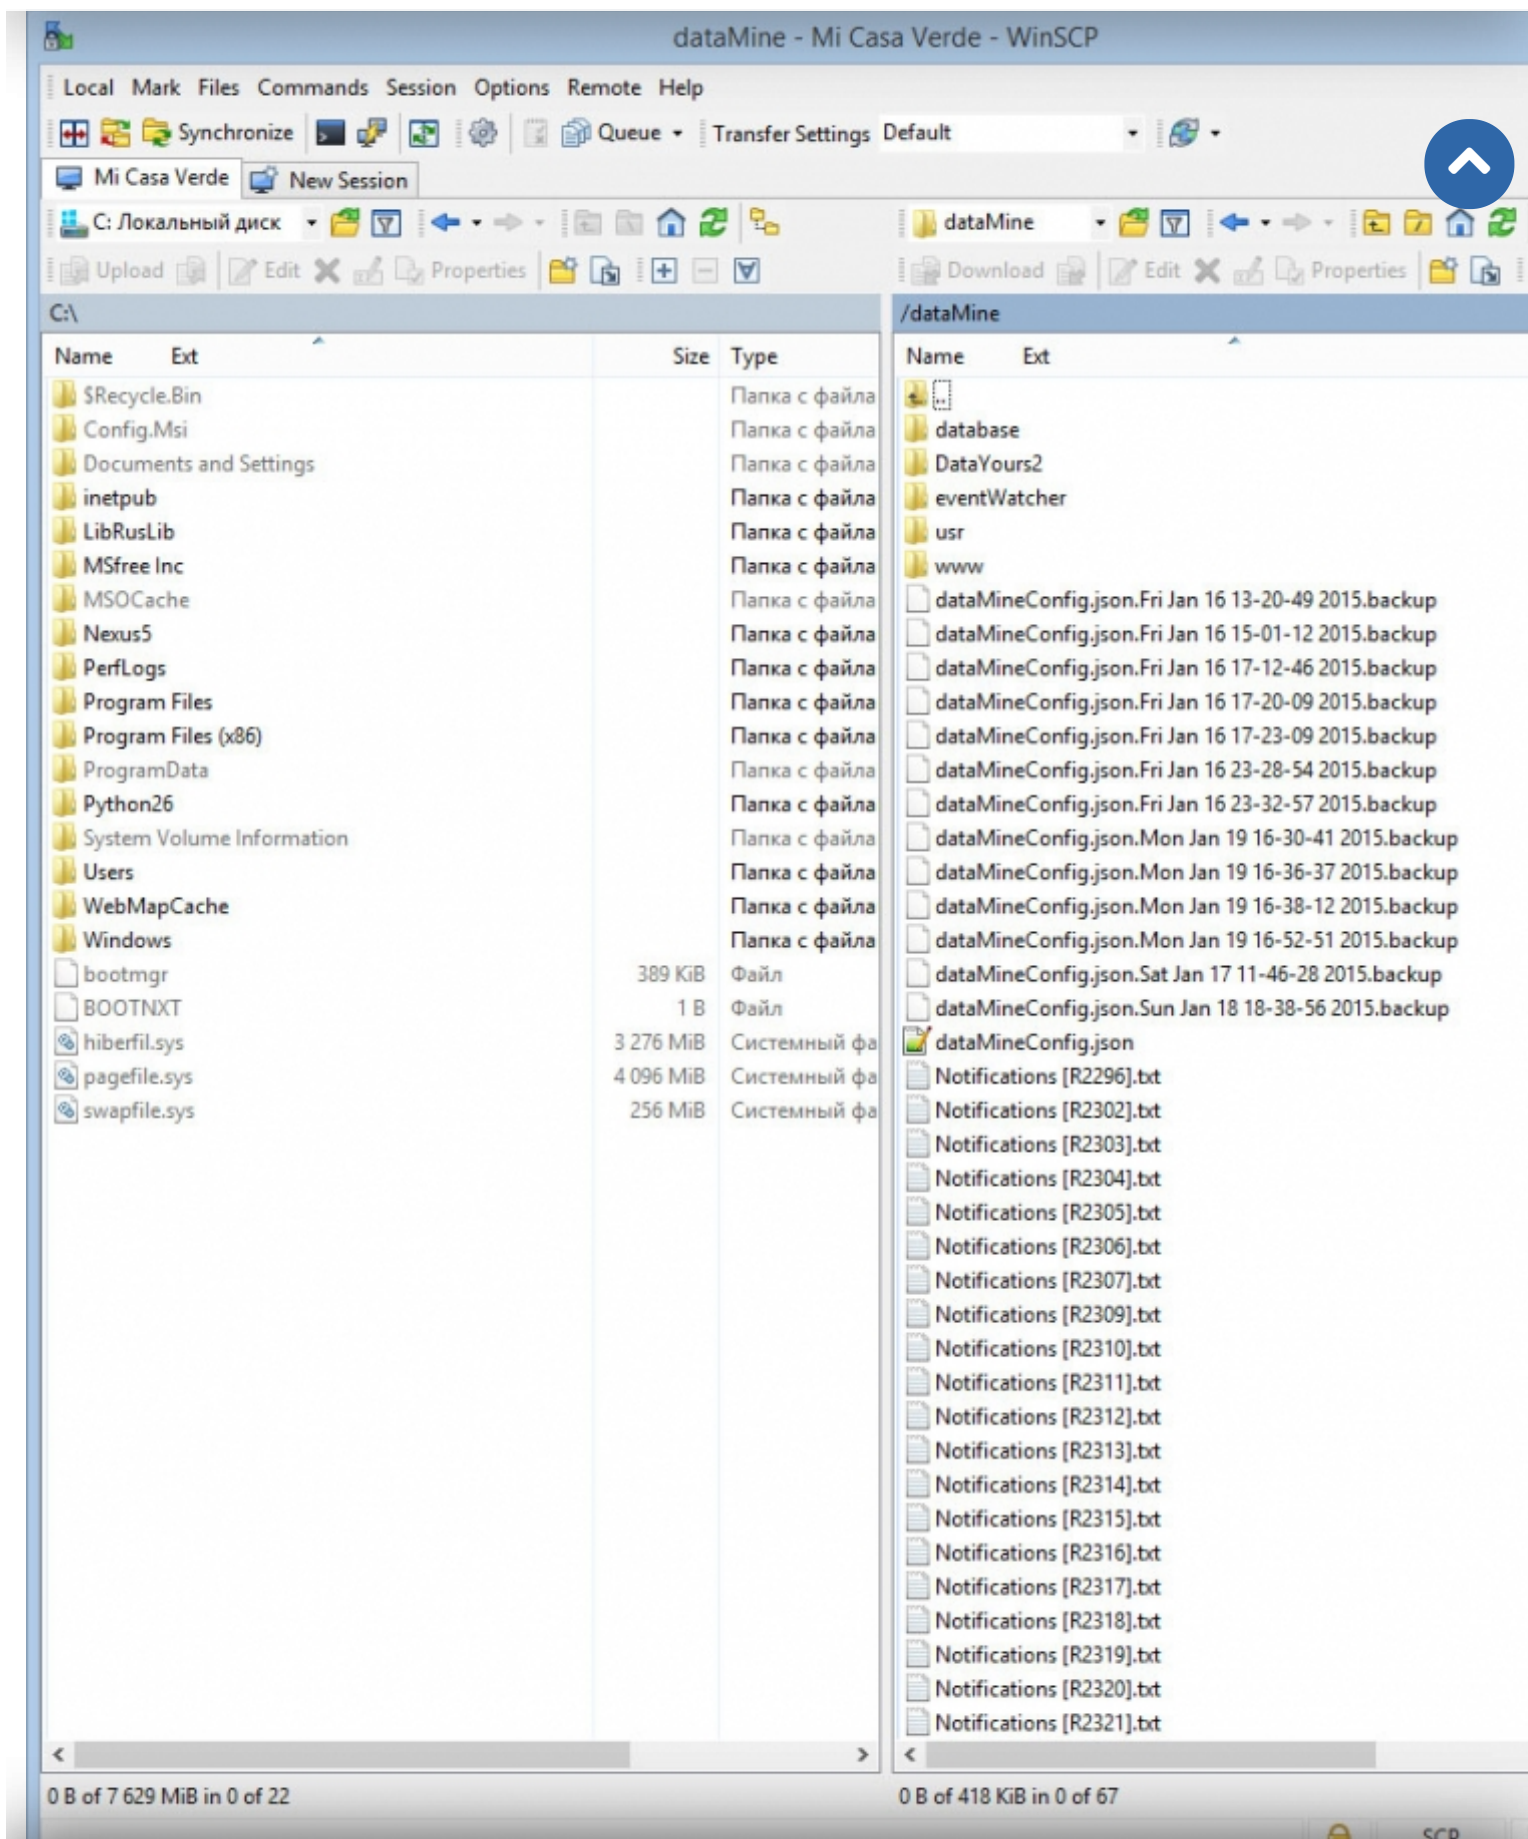 dataMine - Mi Casa Verde - WinSCP
Local Mark Files Commands Session Options Remote Help
Synchronize Queue Transfer Settings Default
Mi Casa Verde New Session
C: Локальный диск dataMine
Upload Edit Properties Download Edit Properties
C:\ /dataMine
Name Ext Size Type Name Ext
$Recycle.Bin Папка с файла ..
Config.Msi Папка с файла database
Documents and Settings Папка с файла DataYours2
inetpub Папка с файла eventWatcher
LibRusLib Папка с файла usr
MSfree Inc Папка с файла www
MSOCache Папка с файла dataMineConfig.json.Fri Jan 16 13-20-49 2015.backup
Nexus5 Папка с файла dataMineConfig.json.Fri Jan 16 15-01-12 2015.backup
PerfLogs Папка с файла dataMineConfig.json.Fri Jan 16 17-12-46 2015.backup
Program Files Папка с файла dataMineConfig.json.Fri Jan 16 17-20-09 2015.backup
Program Files (x86) Папка с файла dataMineConfig.json.Fri Jan 16 17-23-09 2015.backup
ProgramData Папка с файла dataMineConfig.json.Fri Jan 16 23-28-54 2015.backup
Python26 Папка с файла dataMineConfig.json.Fri Jan 16 23-32-57 2015.backup
System Volume Information Папка с файла dataMineConfig.json.Mon Jan 19 16-30-41 2015.backup
Users Папка с файла dataMineConfig.json.Mon Jan 19 16-36-37 2015.backup
WebMapCache Папка с файла dataMineConfig.json.Mon Jan 19 16-38-12 2015.backup
Windows Папка с файла dataMineConfig.json.Mon Jan 19 16-52-51 2015.backup
bootmgr 389 KiB Файл dataMineConfig.json.Sat Jan 17 11-46-28 2015.backup
BOOTNXT 1 B Файл dataMineConfig.json.Sun Jan 18 18-38-56 2015.backup
hiberfil.sys 3 276 MiB Системный фа dataMineConfig.json
pagefile.sys 4 096 MiB Системный фа Notifications [R2296].txt
swapfile.sys 256 MiB Системный фа Notifications [R2302].txt
Notifications [R2303].txt
Notifications [R2304].txt
Notifications [R2305].txt
Notifications [R2306].txt
Notifications [R2307].txt
Notifications [R2309].txt
Notifications [R2310].txt
Notifications [R2311].txt
Notifications [R2312].txt
Notifications [R2313].txt
Notifications [R2314].txt
Notifications [R2315].txt
Notifications [R2316].txt
Notifications [R2317].txt
Notifications [R2318].txt
Notifications [R2319].txt
Notifications [R2320].txt
Notifications [R2321].txt
0 B of 7 629 MiB in 0 of 22 0 B of 418 KiB in 0 of 67
SCP